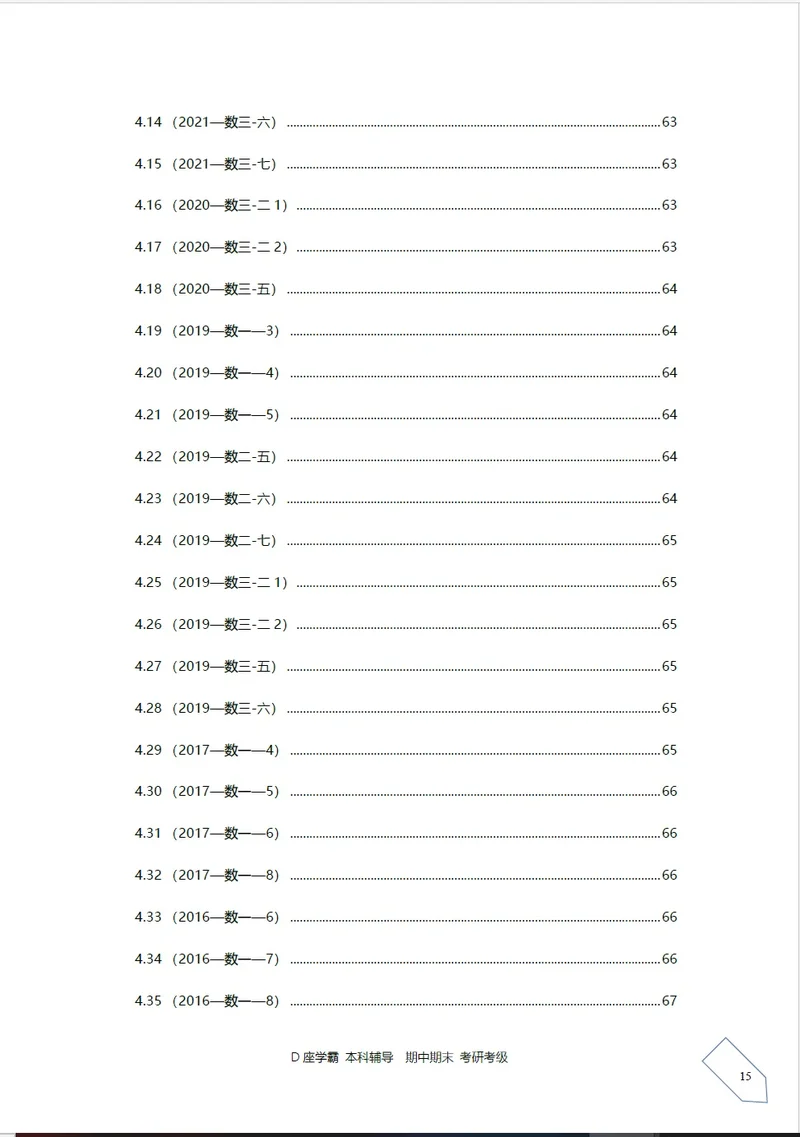 4.14 （2021—数三-六） ........................................................................ 63
4.15 （2021—数三-七） ........................................................................ 63
4.16 （2020—数三-二 1） ........................................................................ 63
4.17 （2020—数三-二 2） ........................................................................ 63
4.18 （2020—数三-五） ........................................................................ 64
4.19 （2019—数一—3） ........................................................................ 64
4.20 （2019—数一—4） ........................................................................ 64
4.21 （2019—数一—5） ........................................................................ 64
4.22 （2019—数二-五） ........................................................................ 64
4.23 （2019—数二-六） ........................................................................ 64
4.24 （2019—数二-七） ........................................................................ 65
4.25 （2019—数三-二 1） ........................................................................ 65
4.26 （2019—数三-二 2） ........................................................................ 65
4.27 （2019—数三-五） ........................................................................ 65
4.28 （2019—数三-六） ........................................................................ 65
4.29 （2017—数一—4） ........................................................................ 65
4.30 （2017—数一—5） ........................................................................ 66
4.31 （2017—数一—6） ........................................................................ 66
4.32 （2017—数一—8） ........................................................................ 66
4.33 （2016—数一—6） ........................................................................ 66
4.34 （2016—数一—7） ........................................................................ 66
4.35 （2016—数一—8） ........................................................................ 67
D 座学霸 本科辅导 期中期末 考研考级
15